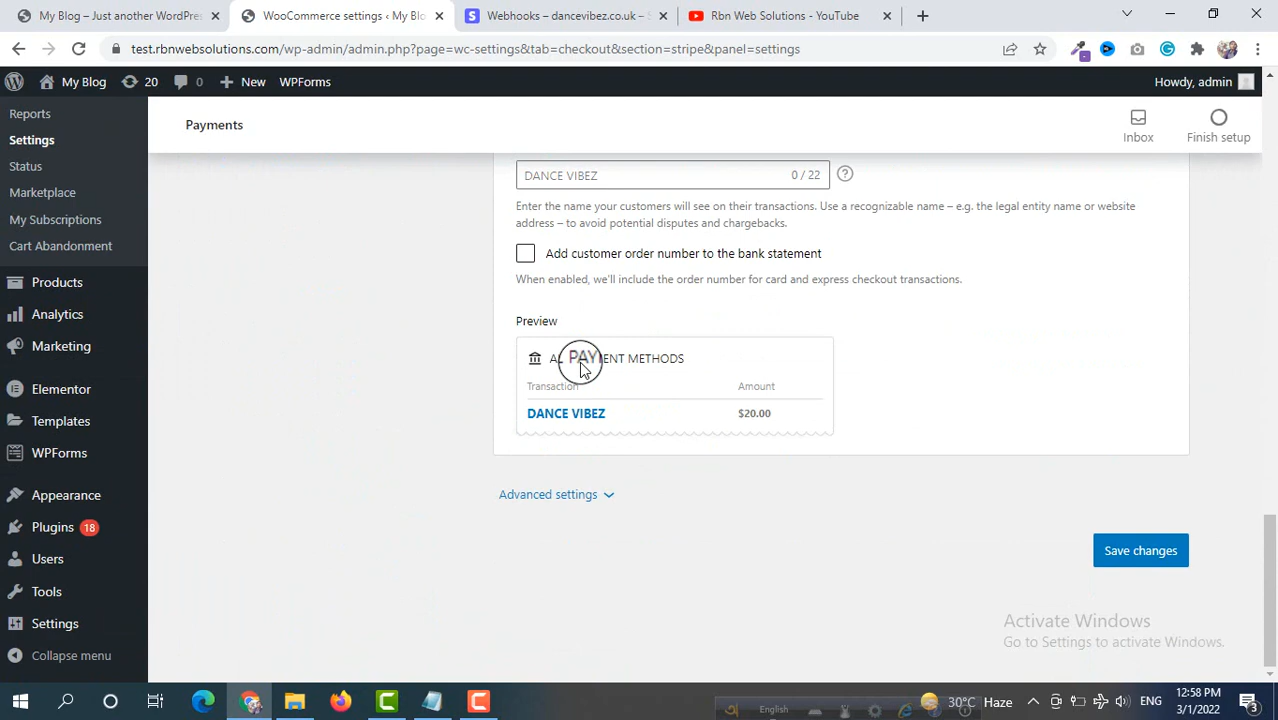 My Blog – Just another WordPres
WooCommerce settings ‹ My Blo
Webhooks – dancevibez.co.uk – S
Rbn Web Solutions - YouTube
test.rbnwebsolutions.com/wp-admin/admin.php?page=wc-settings&tab=checkout&section=stripe&panel=settings
My Blog
20
0
New
WPForms
Howdy, admin
Reports
Settings
Status
Marketplace
My Subscriptions
Cart Abandonment
Products
Analytics
Marketing
Elementor
Templates
WPForms
Appearance
Plugins 18
Users
Tools
Settings
Collapse menu
Payments
Inbox
Finish setup
DANCE VIBEZ
0 / 22
Enter the name your customers will see on their transactions. Use a recognizable name – e.g. the legal entity name or website
address – to avoid potential disputes and chargebacks.
Add customer order number to the bank statement
When enabled, we'll include the order number for card and express checkout transactions.
Preview
METHODS
Transaction
Amount
DANCE VIBEZ
$20.00
Advanced settings
Save changes
Activate Windows
Go to Settings to activate Windows.
English
30°C Haze
ENG
12:58 PM
3/1/2022
3